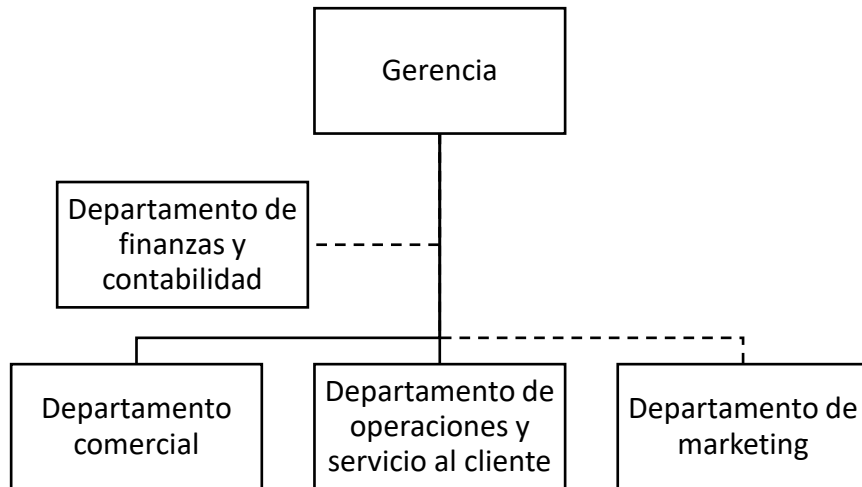 Gerencia
Departamento de
finanzas y
contabilidad
Departamento
comercial
Departamento de
operaciones y
servicio al cliente
Departamento de
marketing